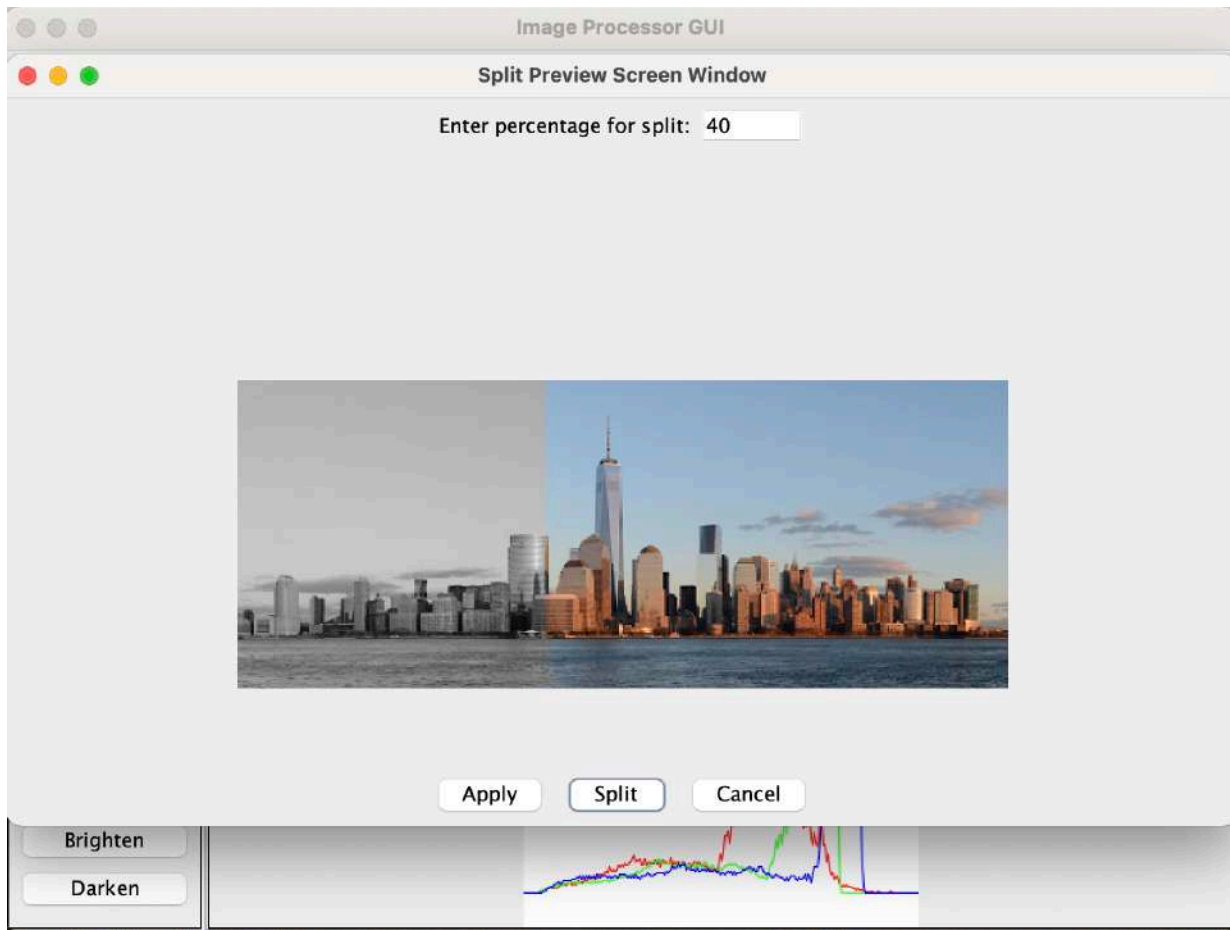 Image Processor GUI
Split Preview Screen Window
Enter percentage for split: 40
Apply Split Cancel
Brighten
Darken